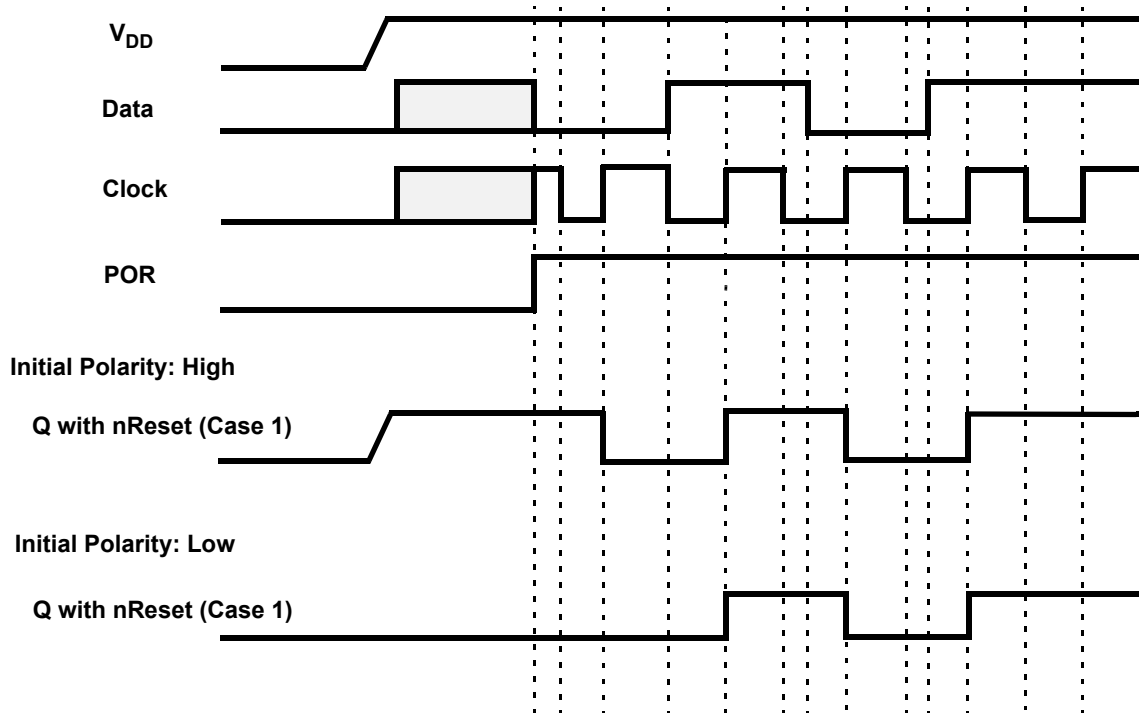 VDD
Data
Clock
POR
Initial Polarity: High
Q with nReset (Case 1)
Initial Polarity: Low
Q with nReset (Case 1)